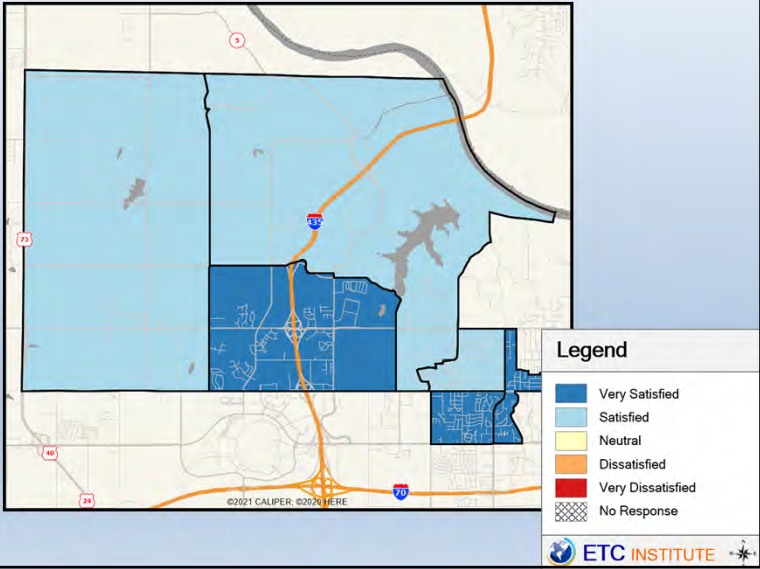 5
435
73
Legend
Very Satisfied
Satisfied
Neutral
Dissatisfied
Very Dissatisfied
No Response
40
24
70
©2021 CALIPER; ©2020 HERE
ETC INSTITUTE